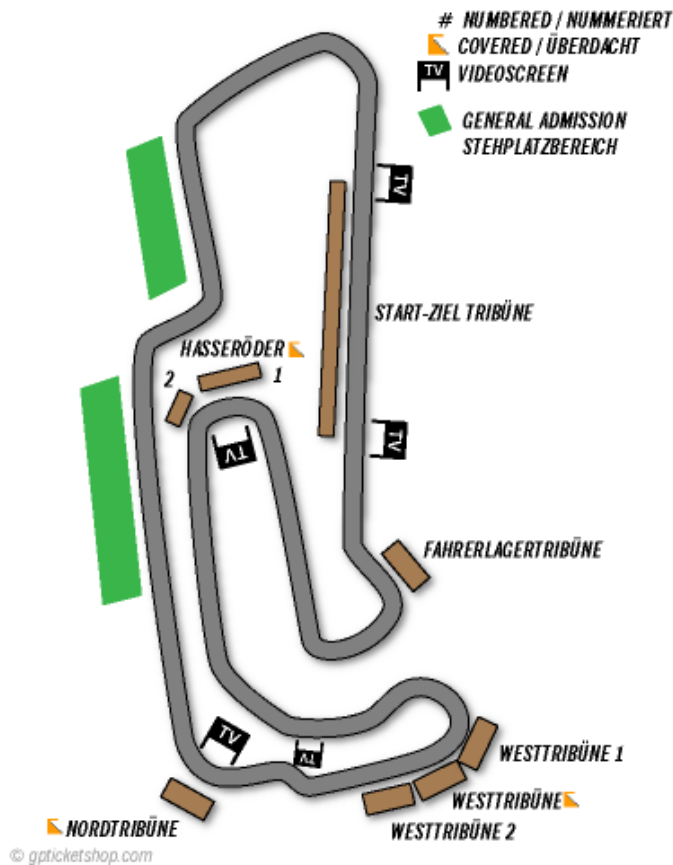 # NUMBERED / NUMMERIERT
COVERED / ÜBERDACHT
TV VIDEOSCREEN
GENERAL ADMISSION
STEHPLATZBEREICH
TV
START-ZIEL TRIBÜNE
HASSERÖDER
2 1
TV
TV
FAHRERLAGERTRIBÜNE
TV
TV
WESTTRIBÜNE 1
WESTTRIBÜNE
NORDTRIBÜNE
WESTTRIBÜNE 2
© gpticketshop.com